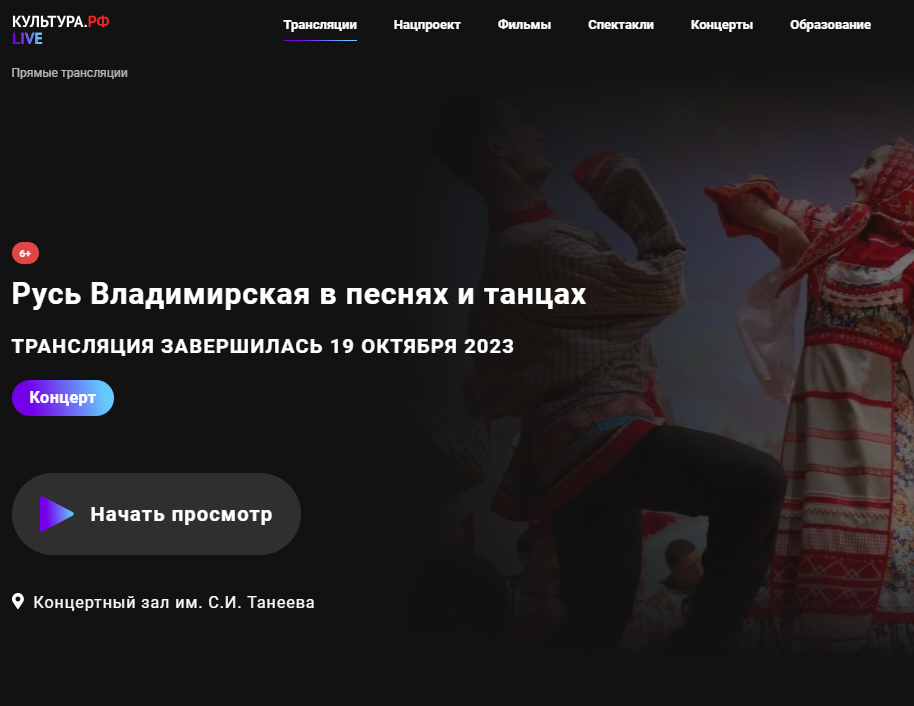 КУЛЬТУРА.РФ
LIVE
Трансляции
Нацпроект
Фильмы
Спектакли
Концерты
Образование
Прямые трансляции
6+
Русь Владимирская в песнях и танцах
ТРАНСЛЯЦИЯ ЗАВЕРШИЛАСЬ 19 ОКТЯБРЯ 2023
Концерт
Начать просмотр
Концертный зал им. С.И. Танеева